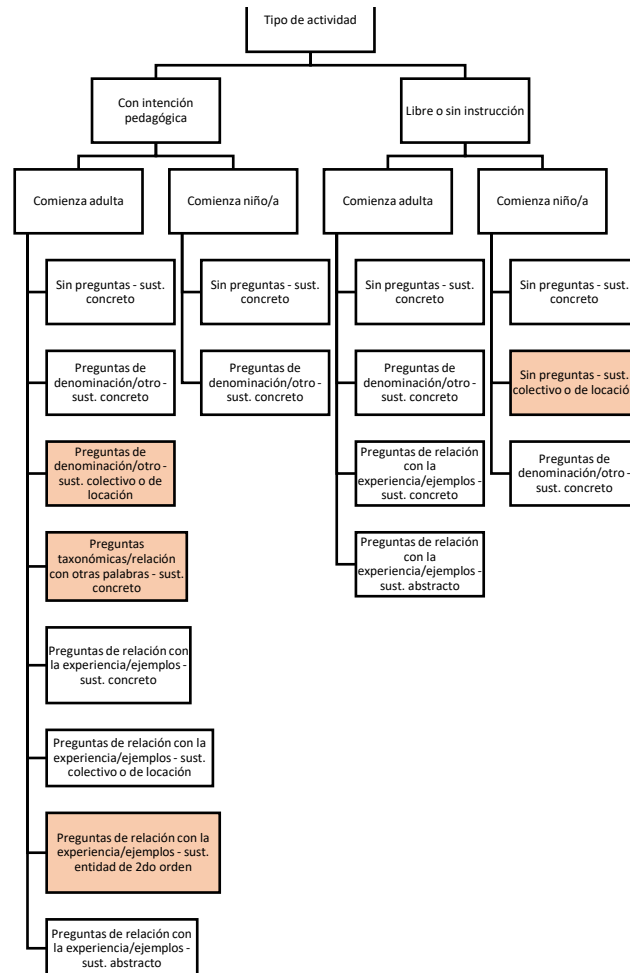 Tipo de actividad
Con intención
pedagógica
Libre o sin instrucción
Comienza adulta
Comienza niño/a
Comienza adulta
Comienza niño/a
Sin preguntas - sust.
concreto
Preguntas de
denominación/otro -
sust. concreto
Preguntas de
denominación/otro -
sust. colectivo o de
locación
Preguntas
taxonómicas/relación
con otras palabras - sust.
concreto
Preguntas de relación con
la experiencia/ejemplos -
sust. concreto
Preguntas de relación con la
experiencia/ejemplos - sust.
colectivo o de locación
Preguntas de relación con la
experiencia/ejemplos - sust.
entidad de 2do orden
Preguntas de relación con
la experiencia/ejemplos -
sust. abstracto
Sin preguntas - sust.
concreto
Preguntas de
denominación/otro -
sust. concreto
Sin preguntas - sust.
concreto
Preguntas de
denominación/otro -
sust. concreto
Preguntas de relación
con la
experiencia/ejemplos -
sust. concreto
Preguntas de relación
con la
experiencia/ejemplos -
sust. abstracto
Sin preguntas - sust.
concreto
Sin preguntas - sust.
colectivo o de locación
Preguntas de
denominación/otro -
sust. concreto